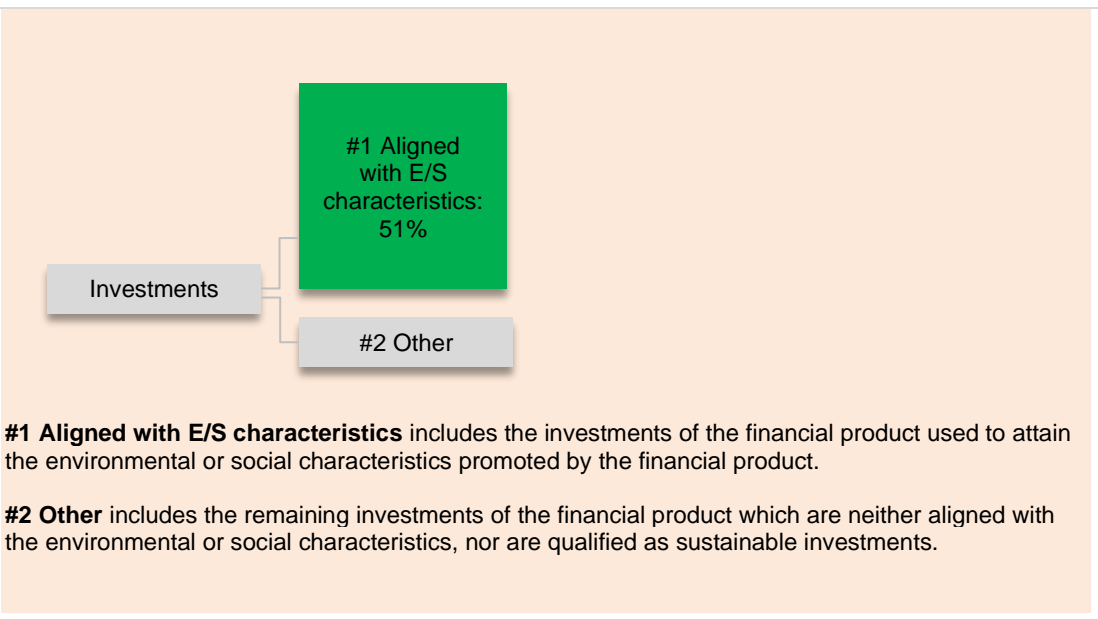 #1 Aligned
with E/S
characteristics:
51%
Investments
#2 Other
#1 Aligned with E/S characteristics includes the investments of the financial product used to attain
the environmental or social characteristics promoted by the financial product.
#2 Other includes the remaining investments of the financial product which are neither aligned with
the environmental or social characteristics, nor are qualified as sustainable investments.